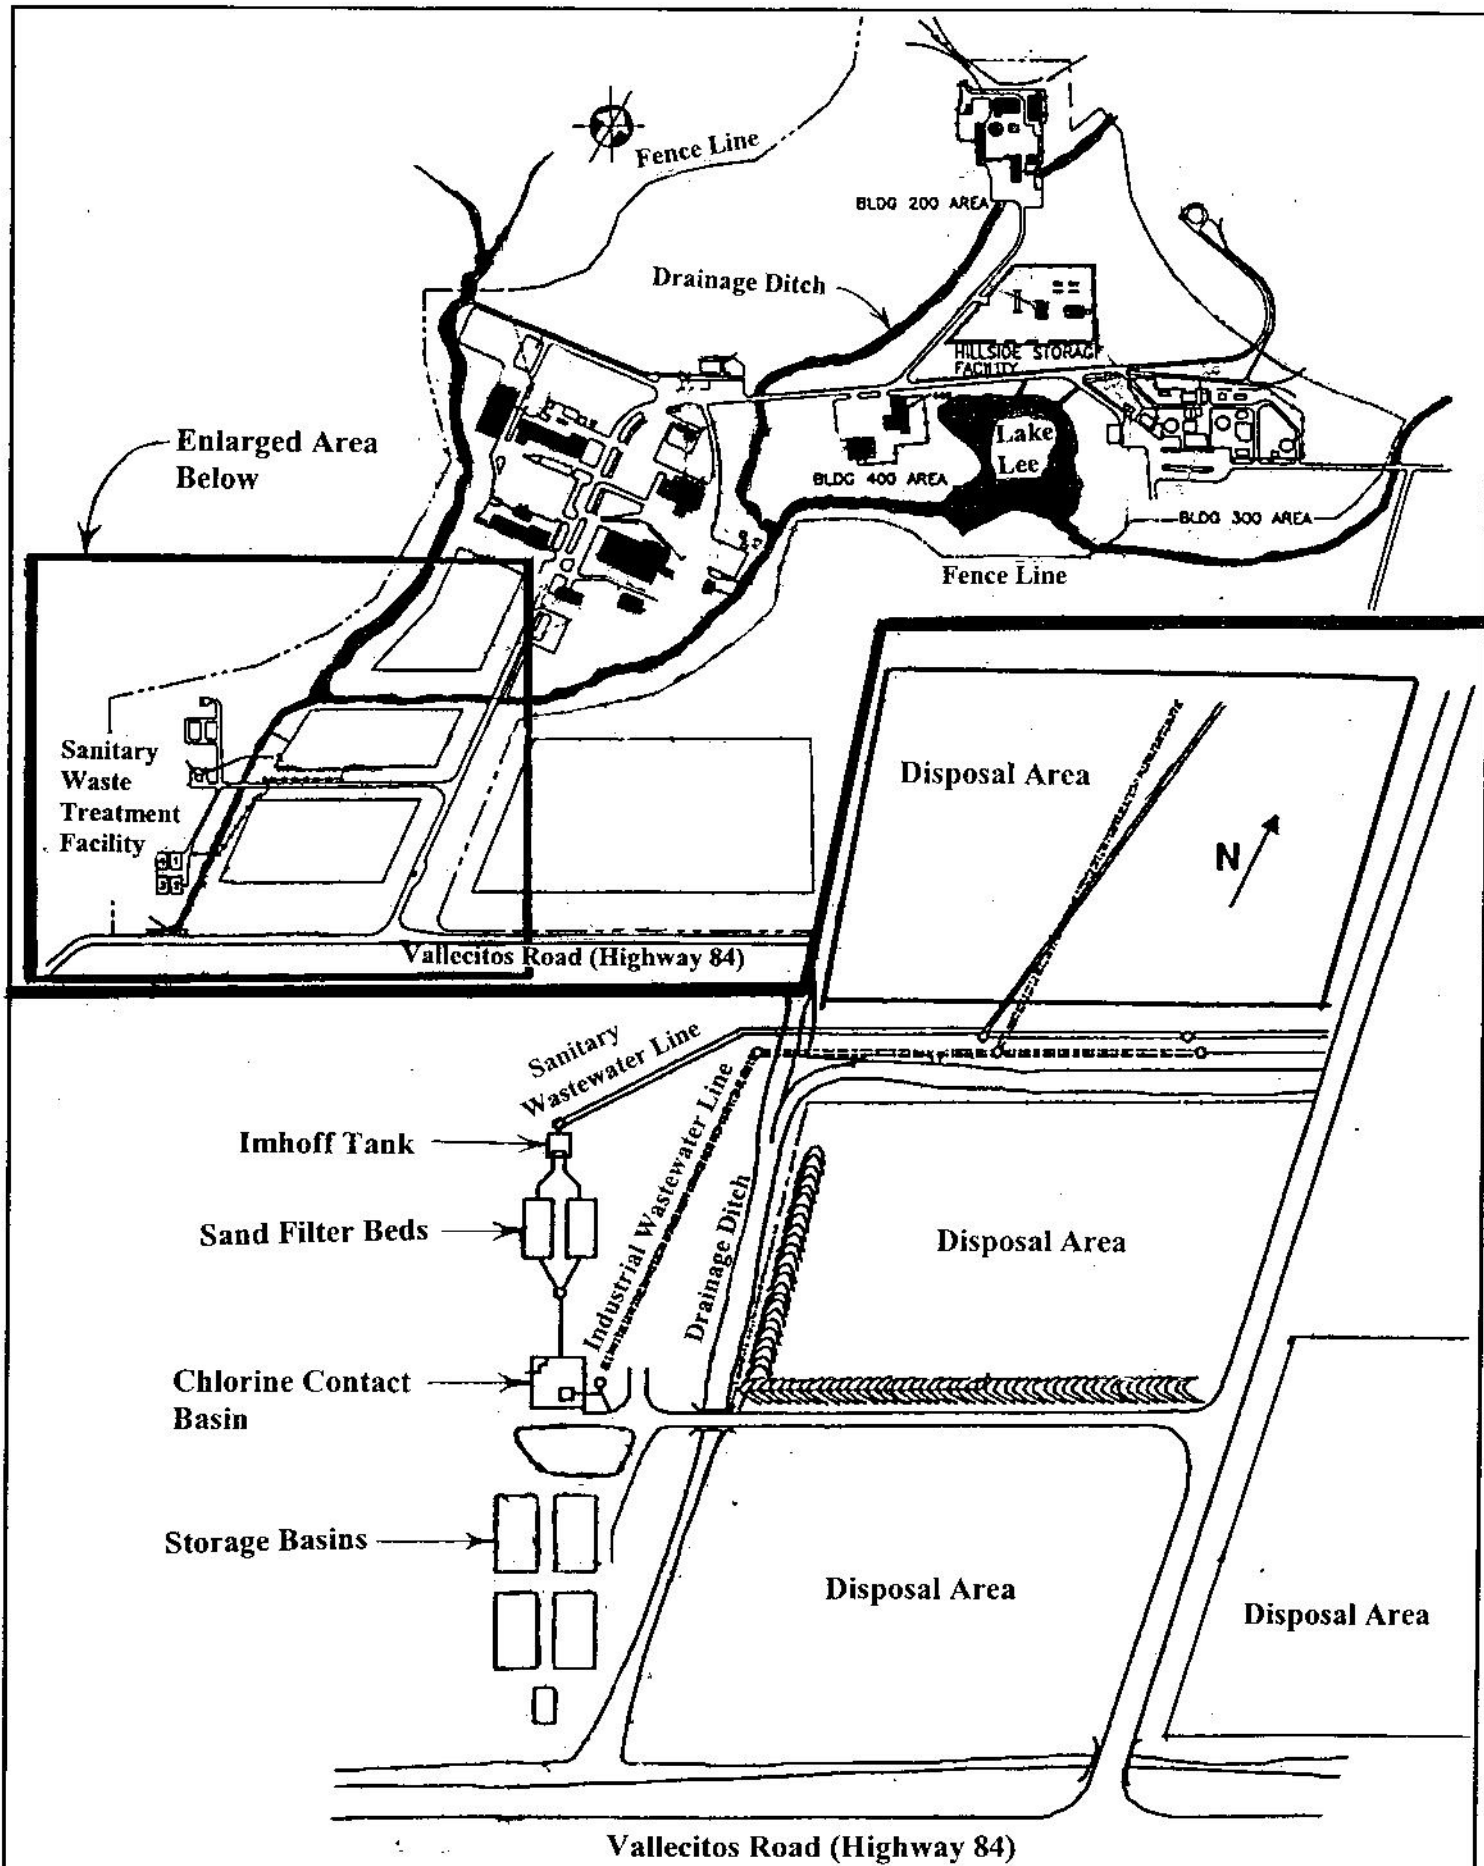 Fence Line
BLDG 200 AREA
Drainage Ditch
HILLSIDE STORAGE
FACILITY
Enlarged Area
Below
Lake
Lee
BLDG 400 AREA
BLDG 300 AREA
Fence Line
Sanitary
Waste
Treatment
Facility
Vallecitos Road (Highway 84)
Disposal Area
N
Sanitary
Wastewater Line
Industrial Wastewater Line
Drainage Ditch
Imhoff Tank
Sand Filter Beds
Disposal Area
Chlorine Contact
Basin
Storage Basins
Disposal Area
Disposal Area
Vallecitos Road (Highway 84)